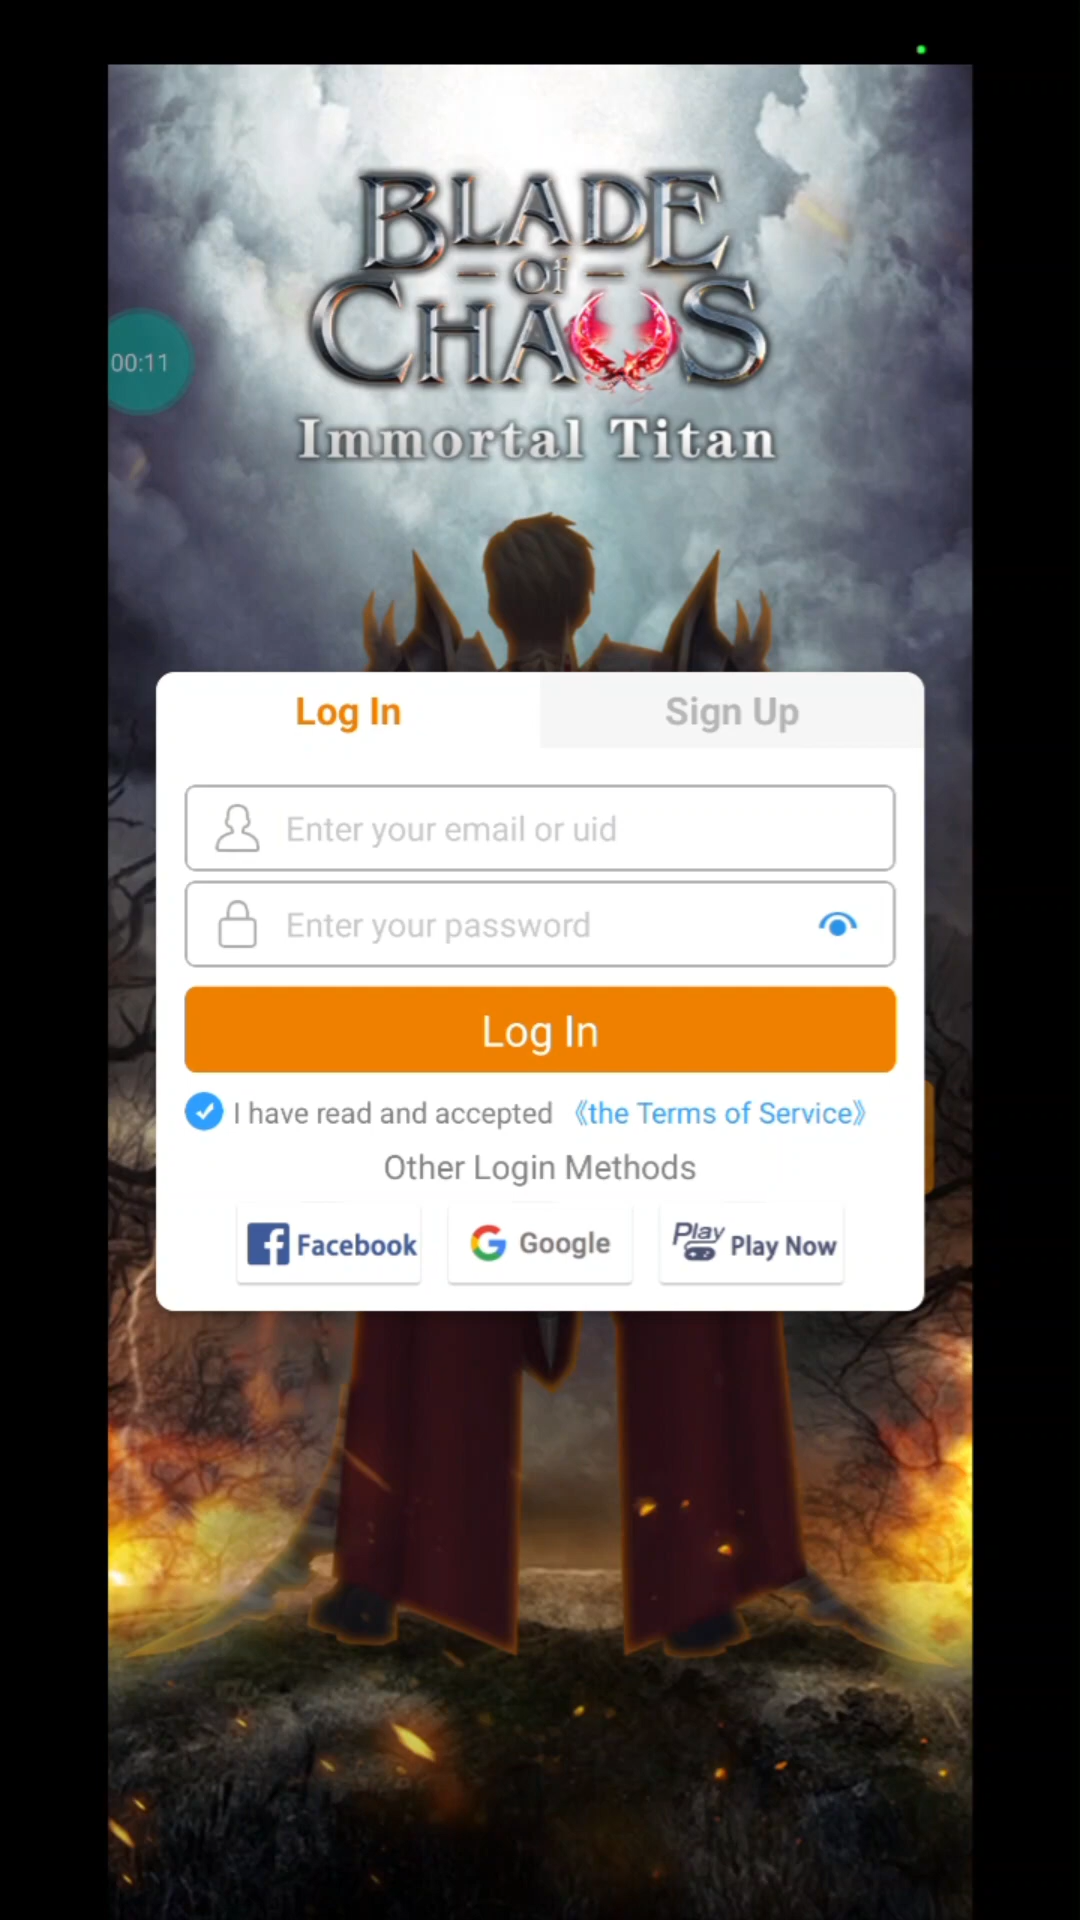 BLADE
Of
CHAOS
00:11
Immortal Titan
Log In
Sign Up
Enter your email or uid
Enter your password
Log In
I have read and accepted 《the Terms of Service》
Other Login Methods
Facebook
Google
Play Play Now